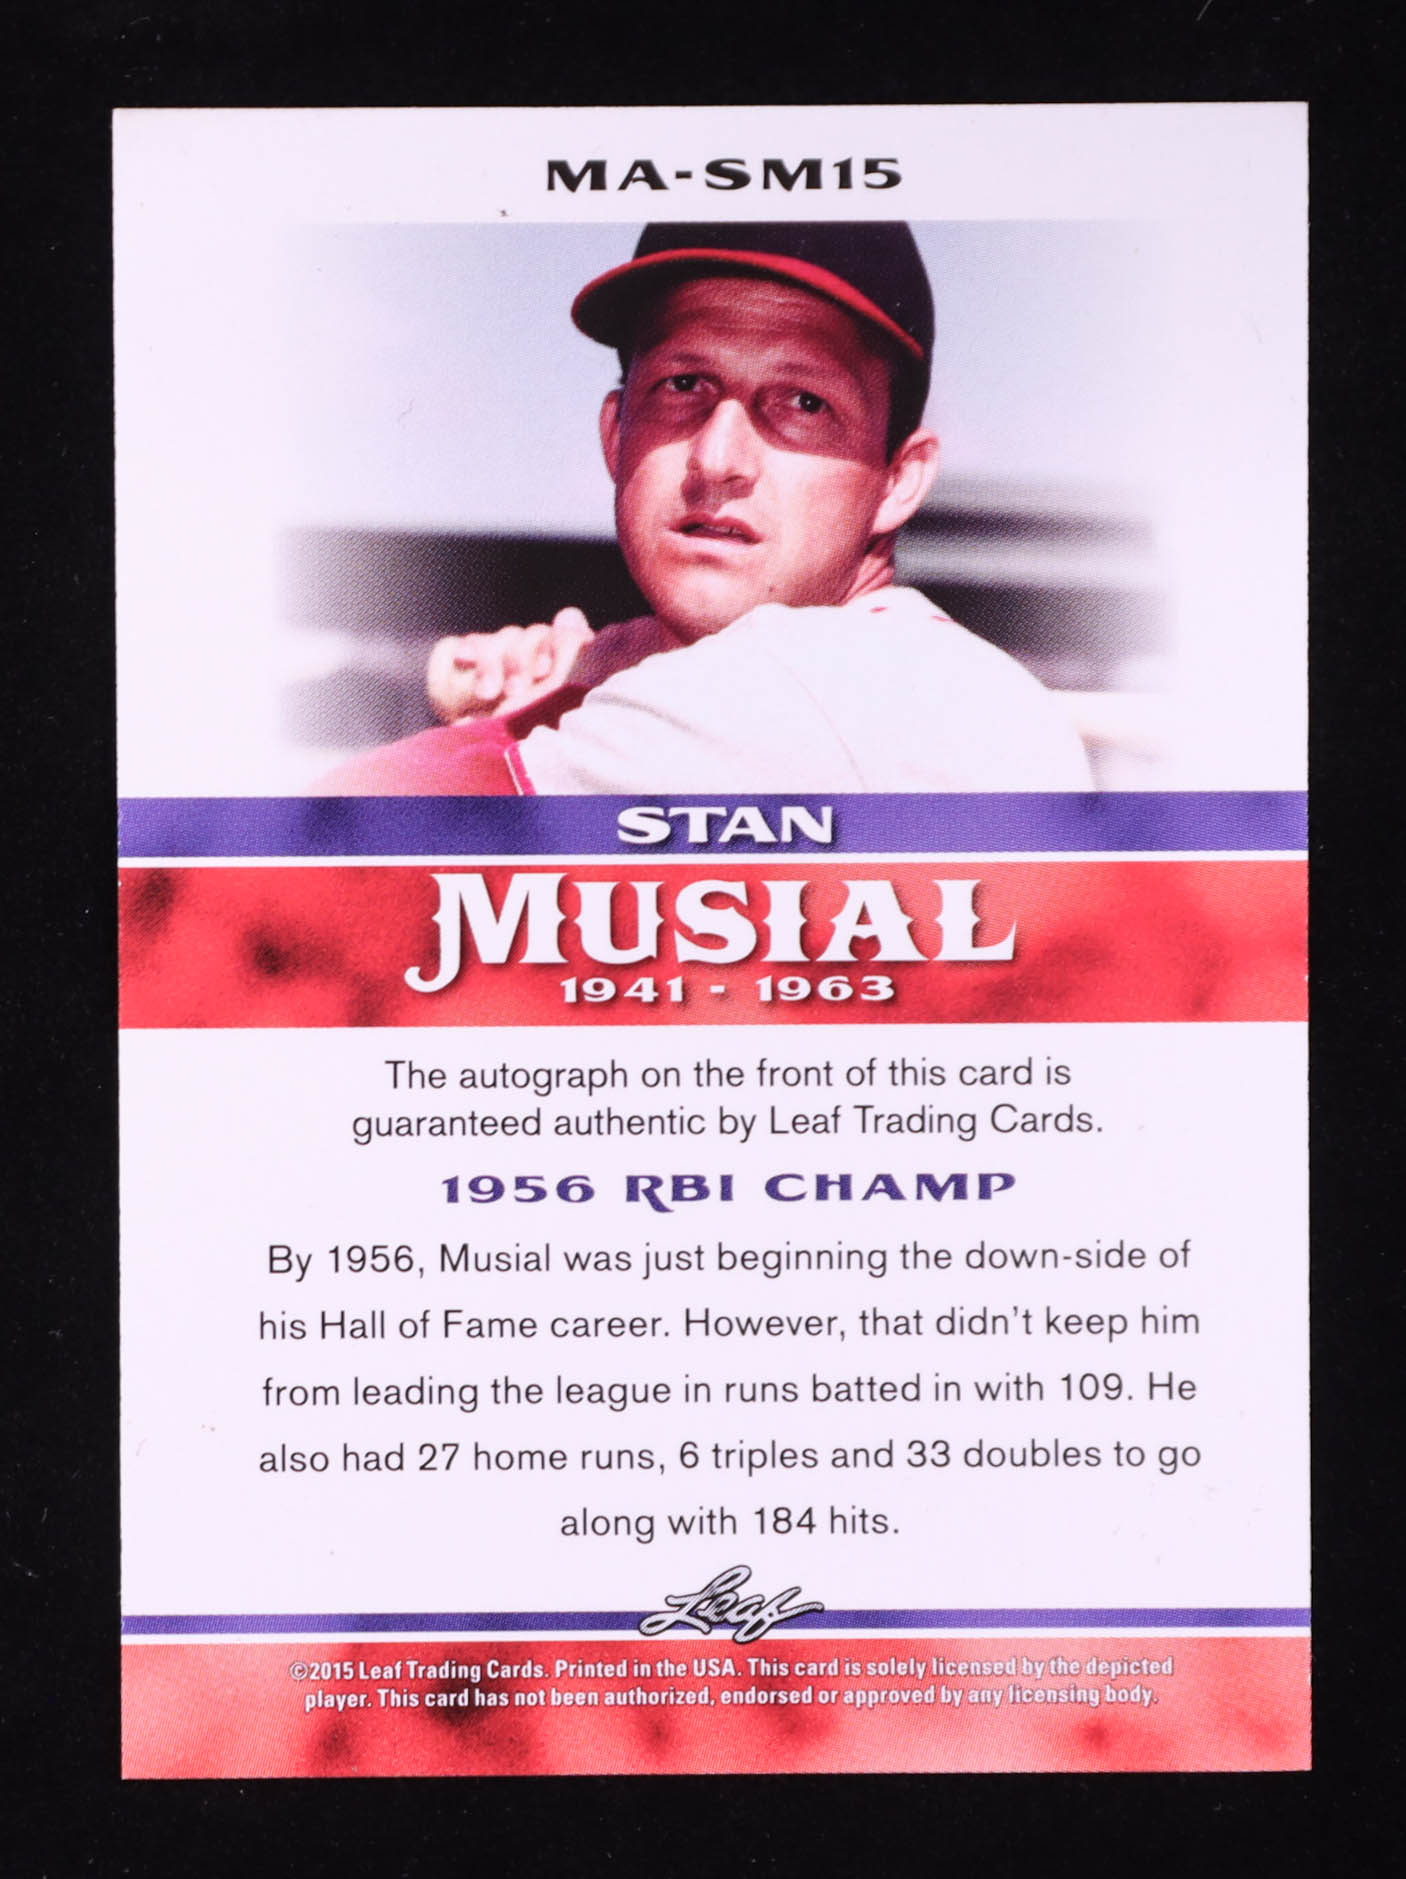 MA-SM15
STAN
MUSIAL
1941 - 1963
The autograph on the front of this card is
guaranteed authentic by Leaf Trading Cards.
1956 RBI CHAMP
By 1956, Musial was just beginning the down-side of
his Hall of Fame career. However, that didn't keep him
from leading the league in runs batted in with 109. He
also had 27 home runs, 6 triples and 33 doubles to go
along with 184 hits.
Leaf
©2015 Leaf Trading Cards. Printed in the USA. This card is solely licensed by the depicted
player. This card has not been authorized, endorsed or approved by any licensing body.